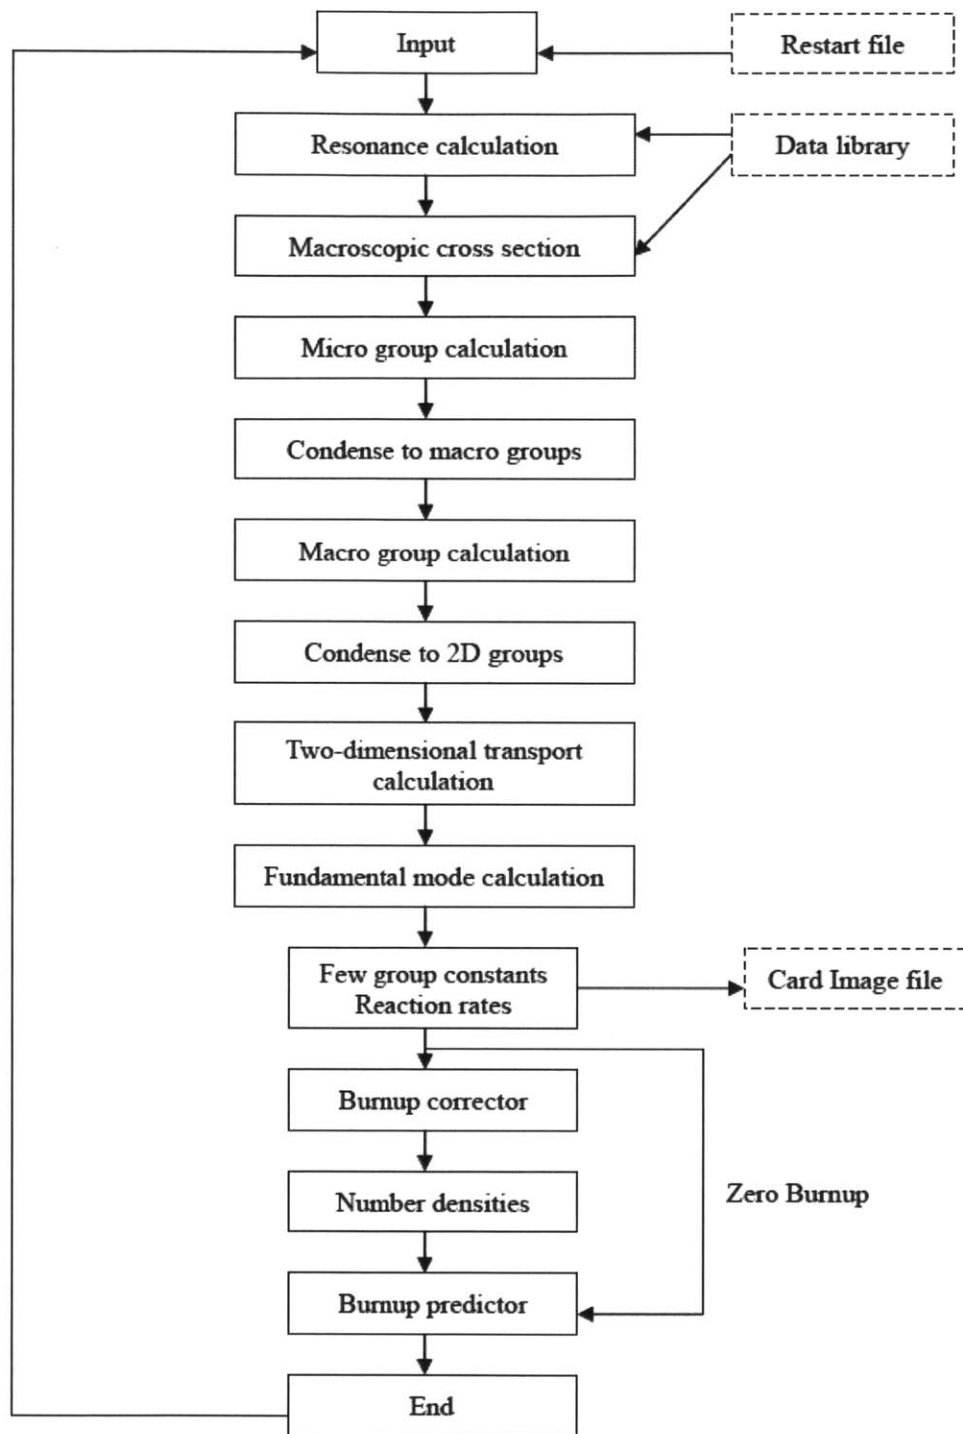 Input
Restart file
Resonance calculation
Data library
Macroscopic cross section
Micro group calculation
Condense to macro groups
Macro group calculation
Condense to 2D groups
Two-dimensional transport
calculation
Fundamental mode calculation
Few group constants
Reaction rates
Card Image file
Burnup corrector
Number densities
Zero Burnup
Burnup predictor
End